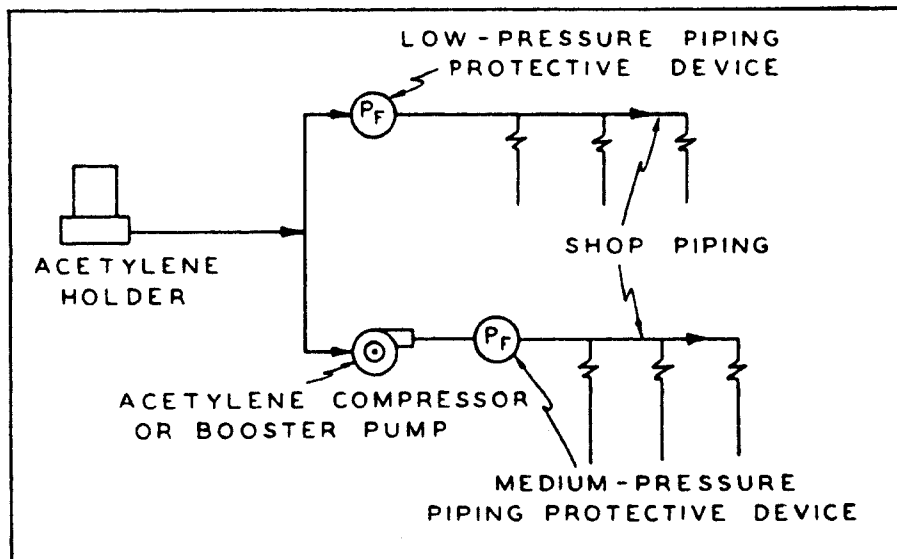 LOW-PRESSURE PIPING
PROTECTIVE DEVICE
PF
ACETYLENE
HOLDER
SHOP PIPING
PF
ACETYLENE COMPRESSOR
OR BOOSTER PUMP
MEDIUM-PRESSURE
PIPING PROTECTIVE DEVICE